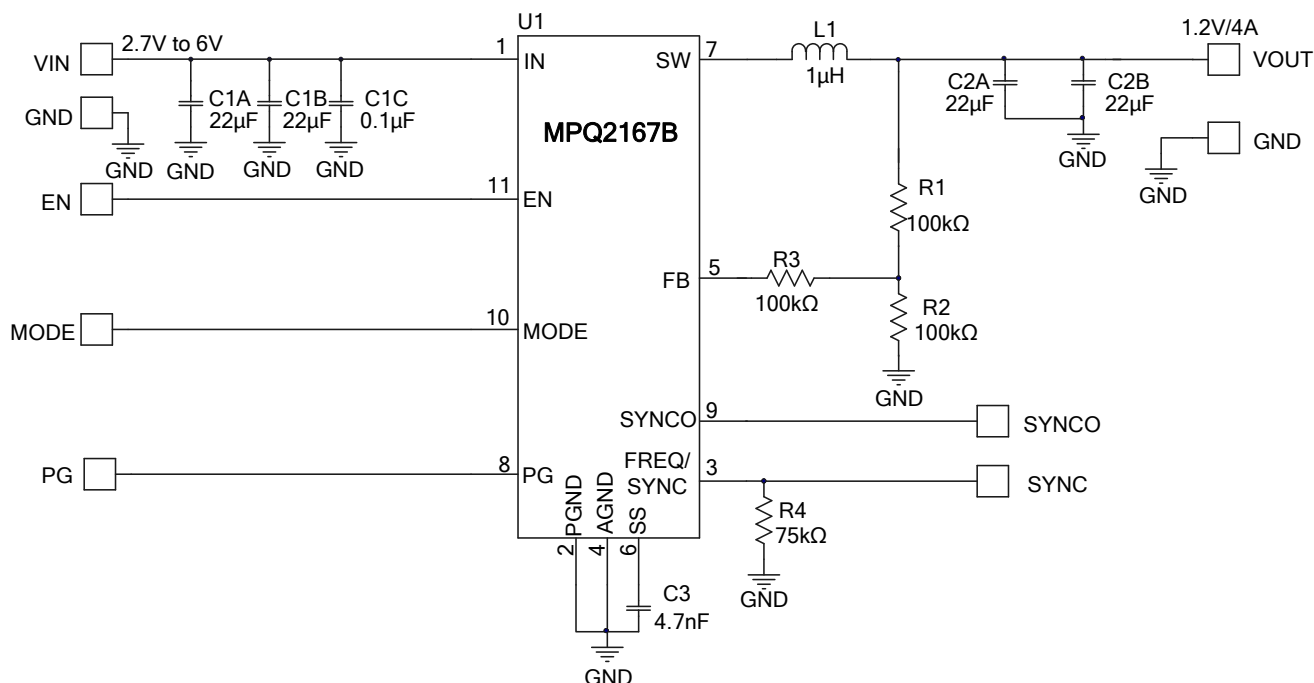 U1
VIN
2.7V to 6V
1
IN
C1A
22μF
C1B
22μF
C1C
0.1μF
GND
GND
GND
GND
GND
EN
11
EN
MODE
10
MODE
PG
8
PG
MPQ2167B
SW
7
L1
1μH
1.2V/4A
VOUT
C2A
22μF
C2B
22μF
GND
GND
GND
R1
100kΩ
FB
5
R3
100kΩ
R2
100kΩ
GND
SYNCO
9
SYNCO
FREQ/
SYNC
3
SYNC
R4
75kΩ
GND
PGND
2
AGND
4
SS
6
C3
4.7nF
GND